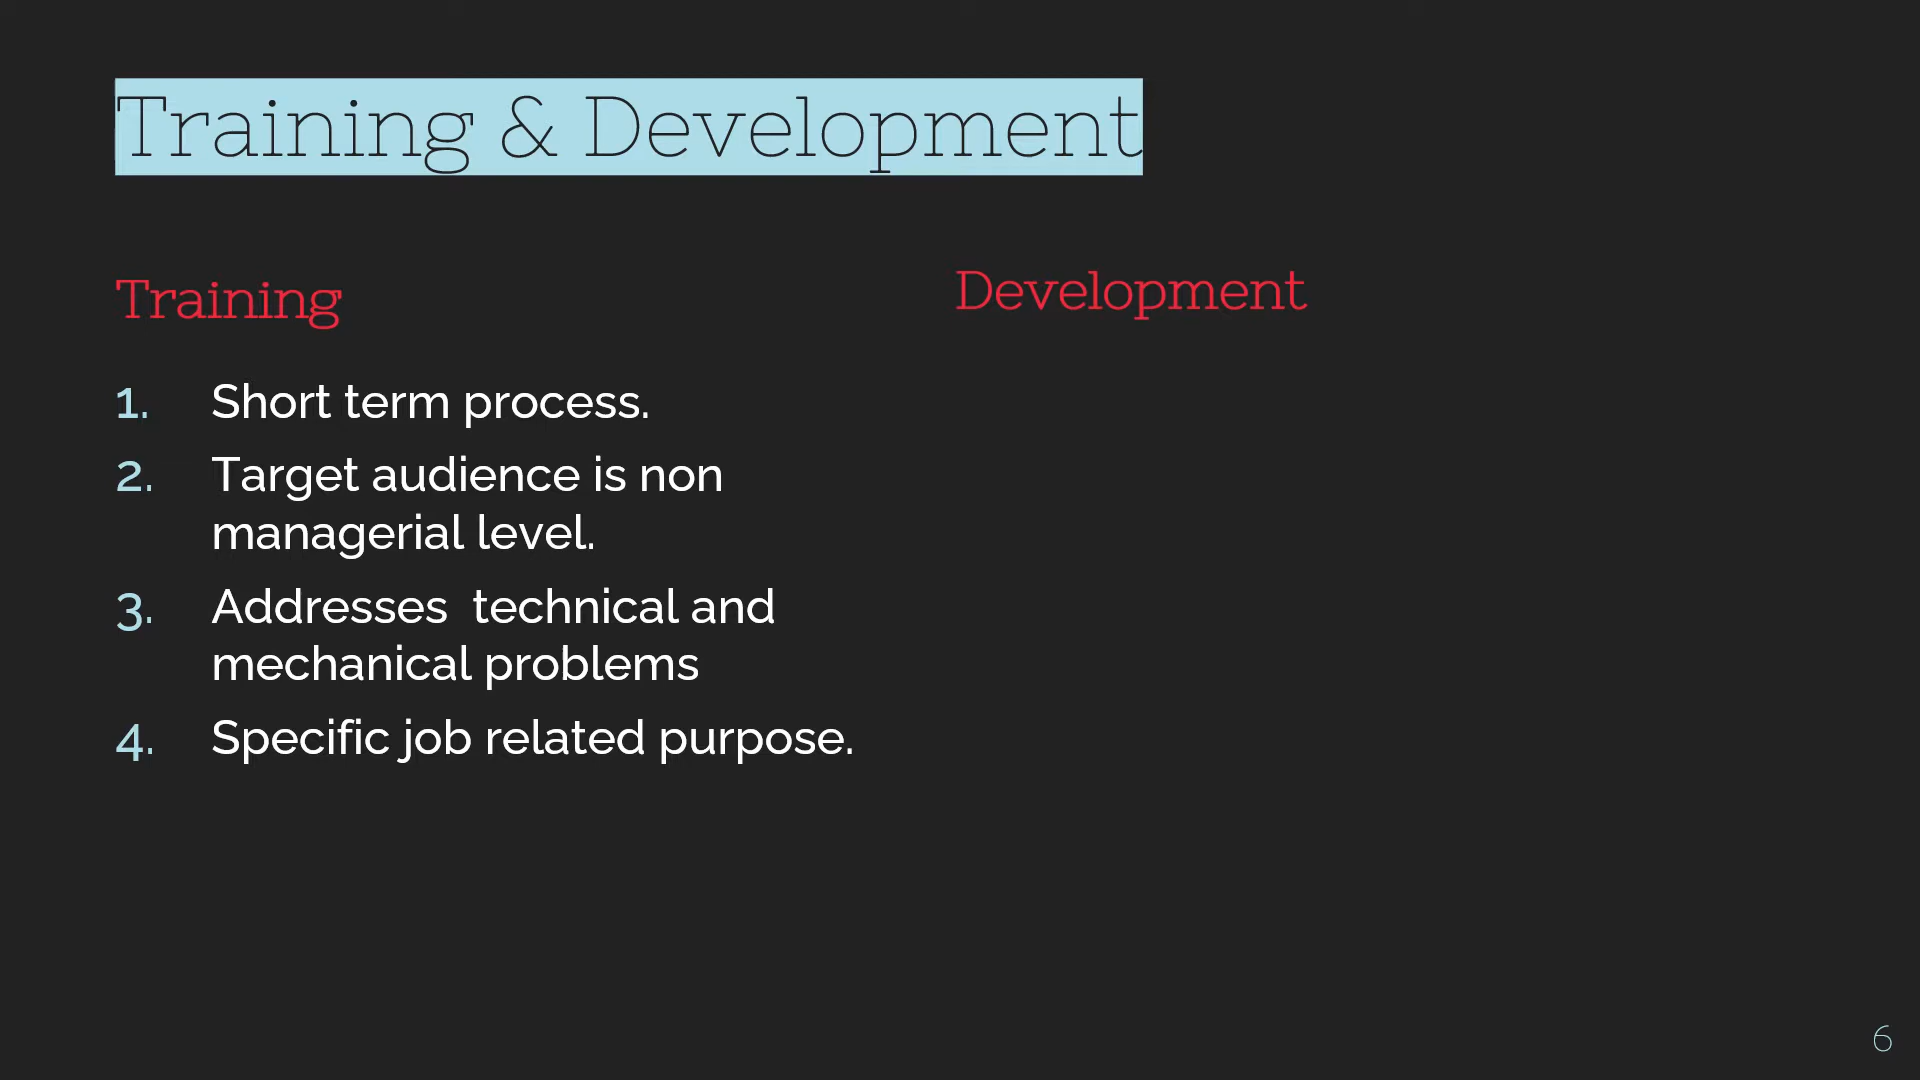 Training & Development
Training
1. Short term process.
2. Target audience is non
managerial level.
3. Addresses  technical and
mechanical problems
4. Specific job related purpose.
Development
6